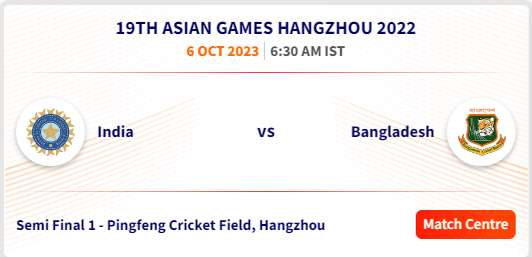 19TH ASIAN GAMES HANGZHOU 2022
6 OCT 2023 | 6:30 AM IST
India vs Bangladesh
Semi Final 1 - Pingfeng Cricket Field, Hangzhou
Match Centre